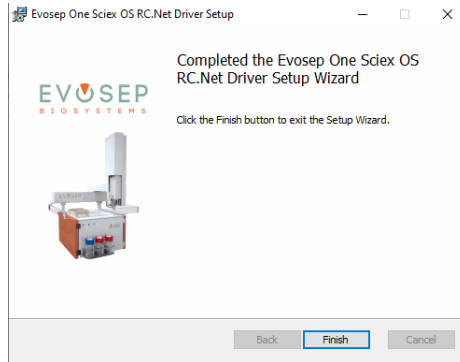 Evosep One Sciex OS RC.Net Driver Setup
Completed the Evosep One Sciex OS
RC.Net Driver Setup Wizard
EVOSEP
BIOSYSTEMS
Click the Finish button to exit the Setup Wizard.
EVOSEP
Back Finish Cancel